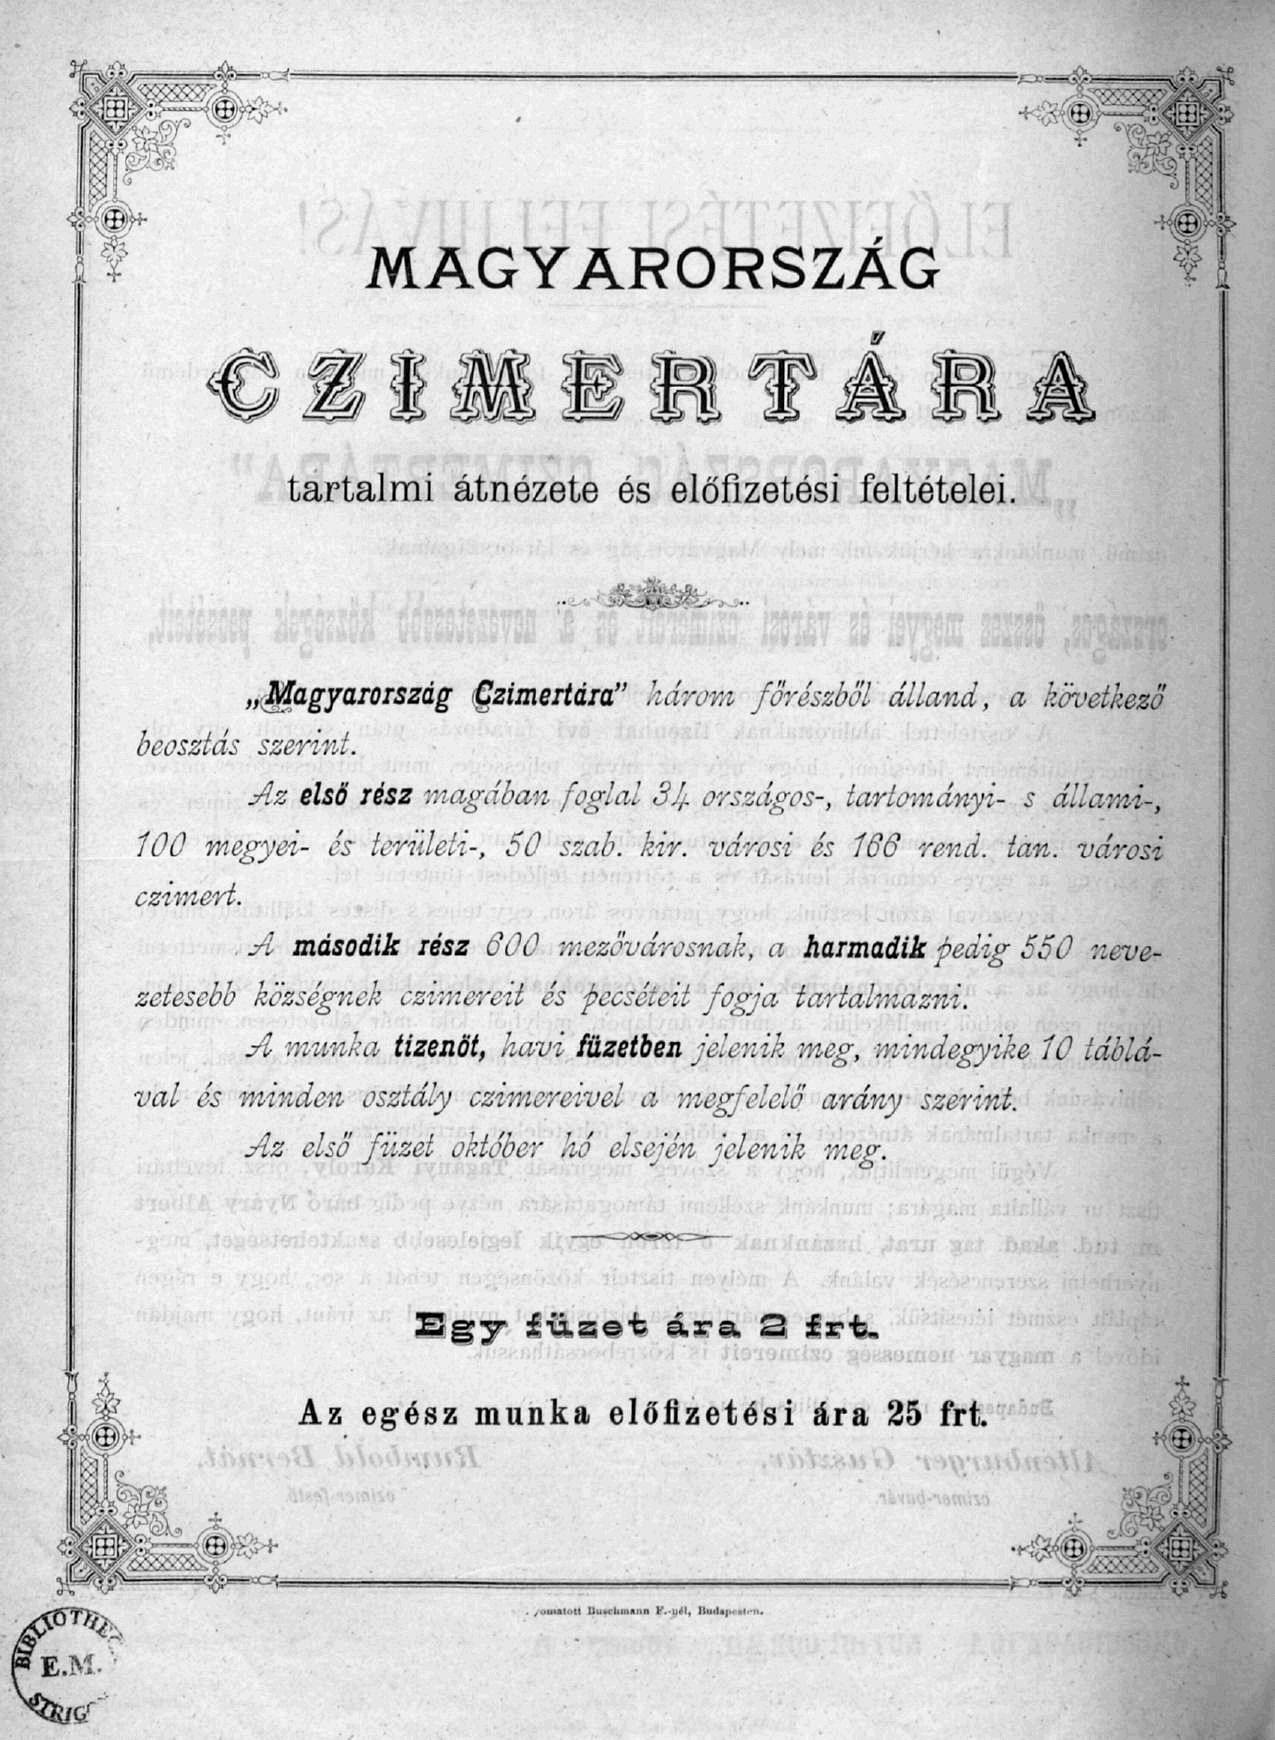 MAGYARORSZÁG
CZIMERTÁRA
tartalmi átnézete és előfizetési feltételei.
„Magyarország Czimertára” három főrészből álland, a következő
beosztás szerint.
Az első rész magában foglal 34 országos-, tartományi- s állami-,
100 megyei- és területi-, 50 szab. kir. városi és 166 rend. tan. városi
czimert.
A második rész 600 mezővárosnak, a harmadik pedig 550 neve-
zetesebb községnek czimereit és pecséteit fogja tartalmazni.
A munka tizenöt, havi füzetben jelenik meg, mindegyike 10 táblá-
val és minden osztály czimereivel a megfelelő arány szerint.
Az első füzet október hó elsején jelenik meg.
Egy füzet ára 2 frt.
Az egész munka előfizetési ára 25 frt.
Buschmann F.-nél, Budapesten.
E.M.